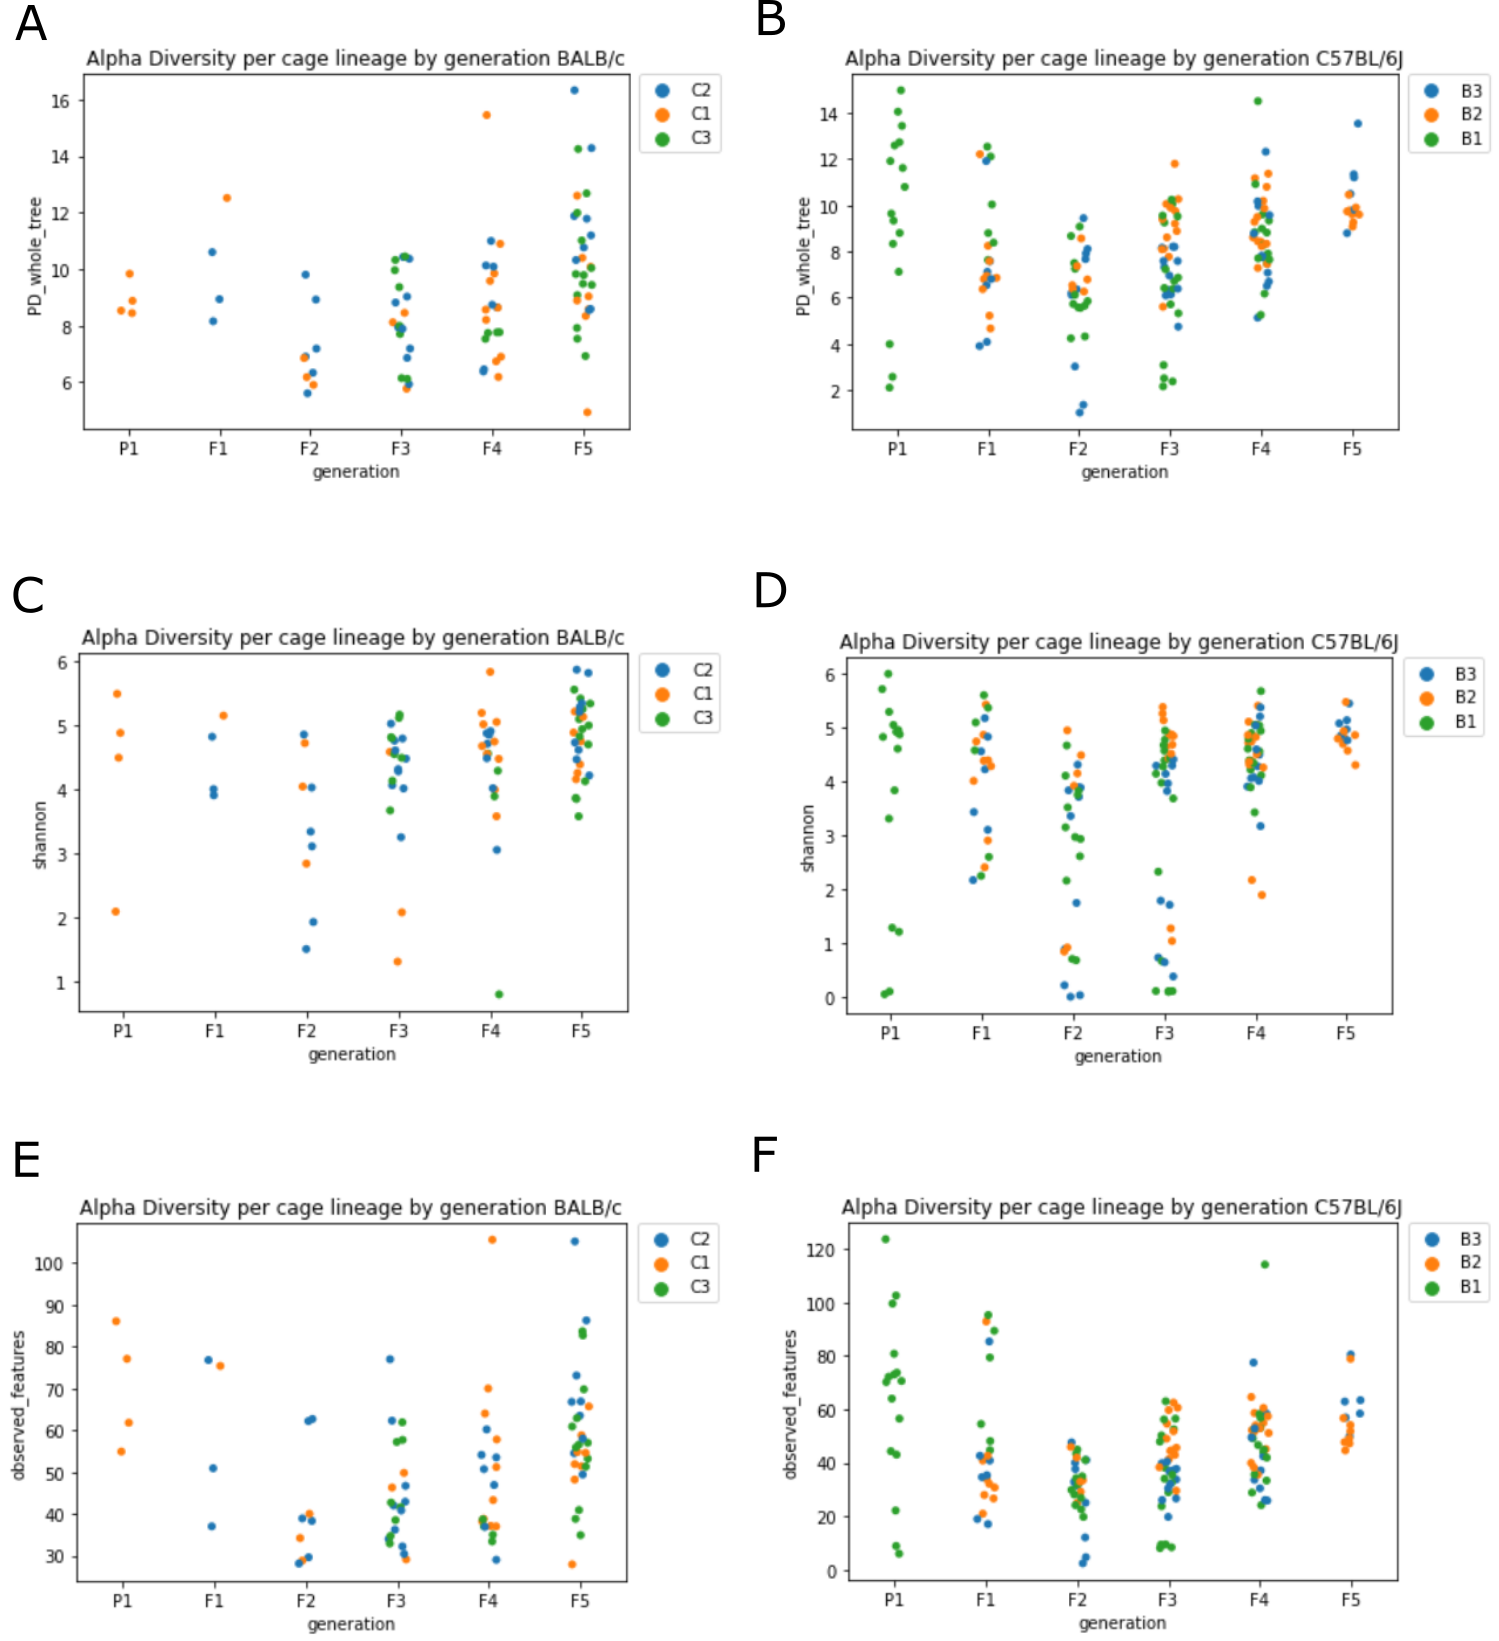 A
Alpha Diversity per cage lineage by generation BALB/c
PD_whole_tree
16
14
12
10
8
6
P1 F1 F2 F3 F4 F5
generation
C2
C1
C3
B
Alpha Diversity per cage lineage by generation C57BL/6J
PD_whole_tree
14
12
10
8
6
4
2
P1 F1 F2 F3 F4 F5
generation
B3
B2
B1
C
Alpha Diversity per cage lineage by generation BALB/c
shannon
6
5
4
3
2
1
P1 F1 F2 F3 F4 F5
generation
C2
C1
C3
D
Alpha Diversity per cage lineage by generation C57BL/6J
shannon
6
5
4
3
2
1
0
P1 F1 F2 F3 F4 F5
generation
B3
B2
B1
E
Alpha Diversity per cage lineage by generation BALB/c
observed_features
100
90
80
70
60
50
40
30
P1 F1 F2 F3 F4 F5
generation
C2
C1
C3
F
Alpha Diversity per cage lineage by generation C57BL/6J
observed_features
120
100
80
60
40
20
0
P1 F1 F2 F3 F4 F5
generation
B3
B2
B1